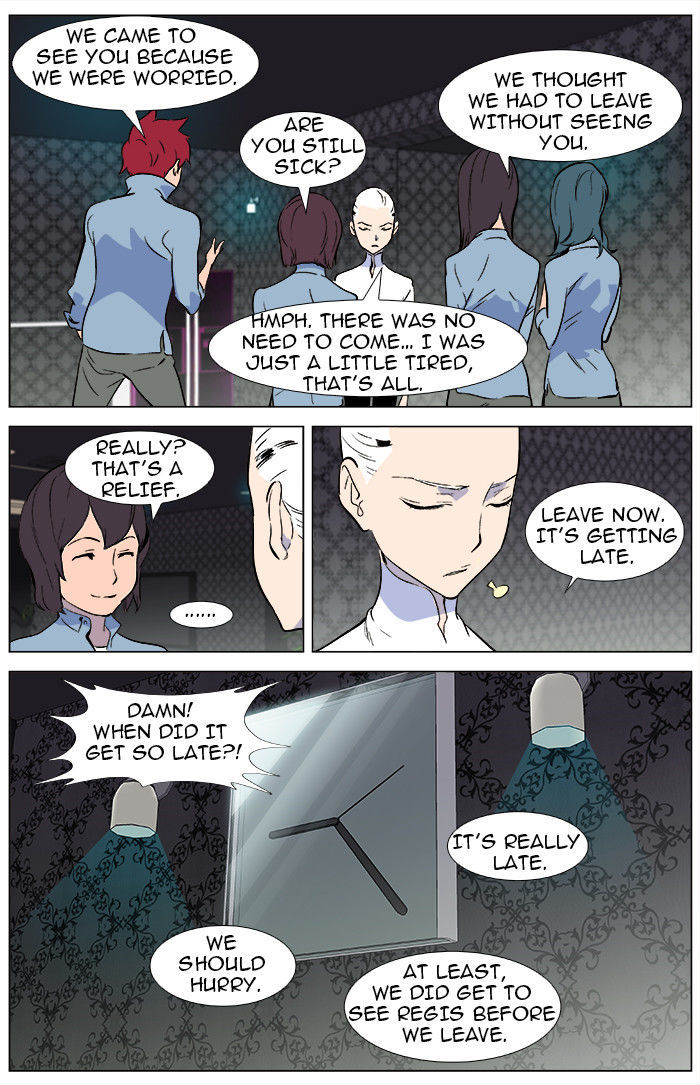 WE CAME TO
SEE YOU BECAUSE
WE WERE WORRIED.
ARE
YOU STILL
SICK?
WE THOUGHT
WE HAD TO LEAVE
WITHOUT SEEING
YOU.
HMPH. THERE WAS NO
NEED TO COME... I WAS
JUST A LITTLE TIRED,
THAT'S ALL.
REALLY?
THAT'S A
RELIEF.
......
LEAVE NOW.
IT'S GETTING
LATE.
DAMN!
WHEN DID IT
GET SO LATE?!
IT'S REALLY
LATE.
WE
SHOULD
HURRY.
AT LEAST,
WE DID GET TO
SEE REGIS BEFORE
WE LEAVE.